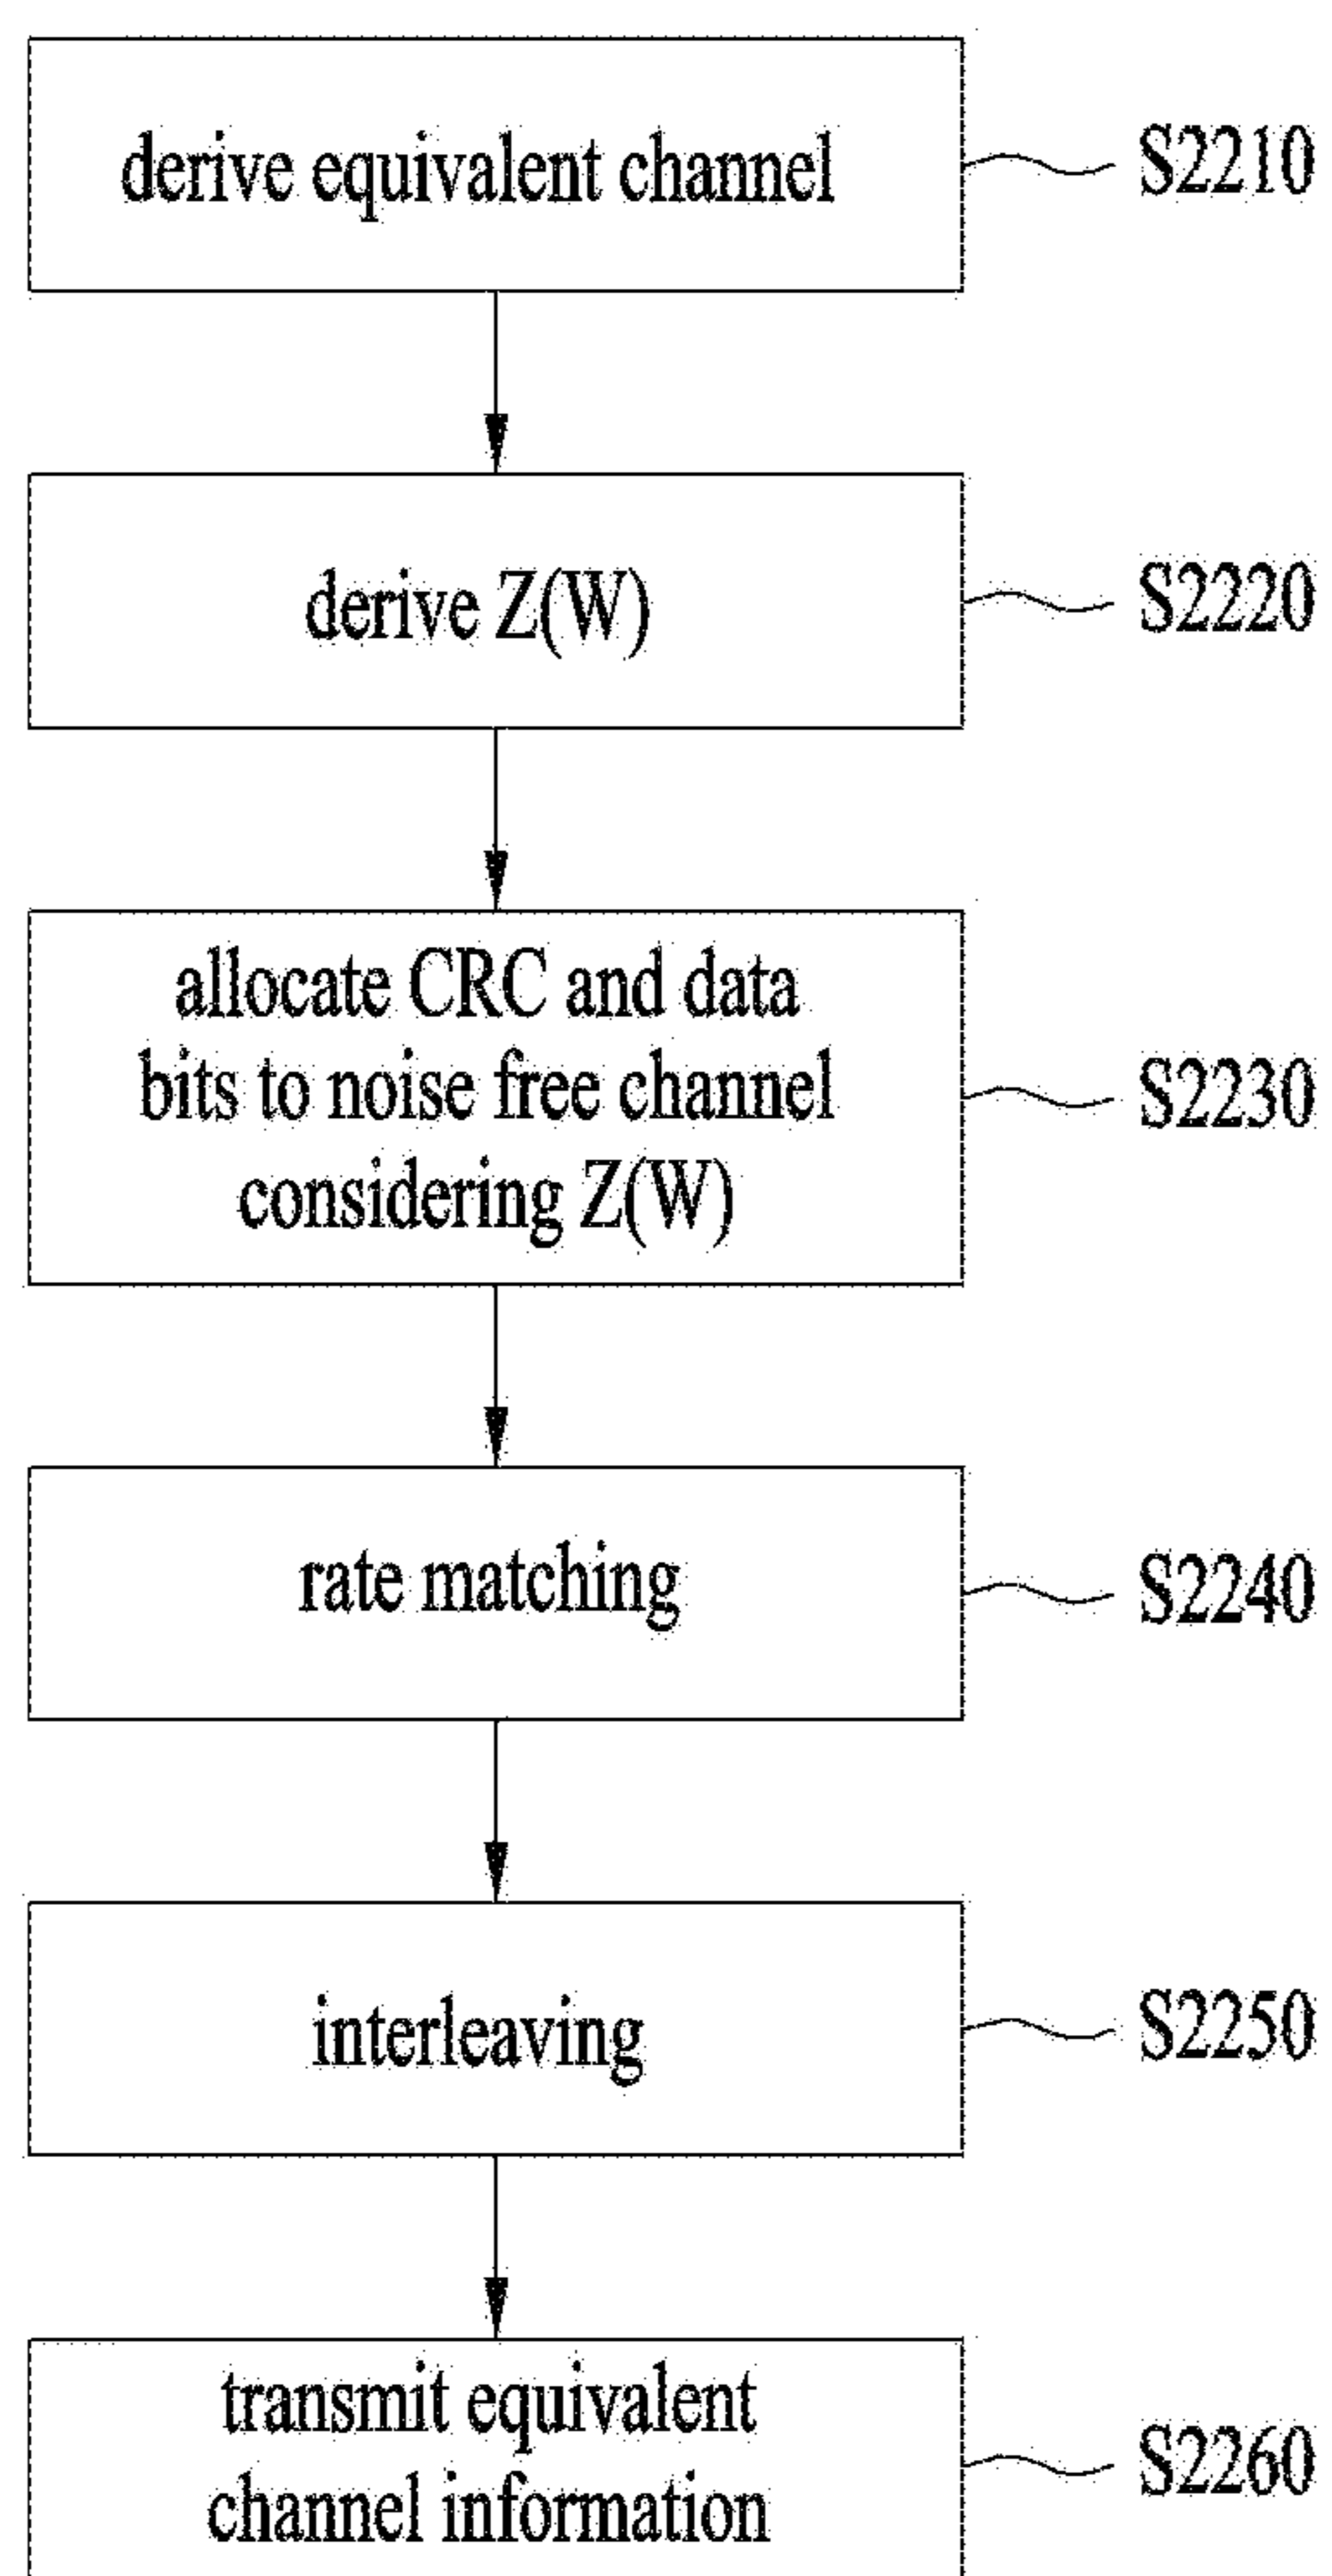 derive equivalent channel
S2210
derive Z(W)
S2220
allocate CRC and data
bits to noise free channel
considering Z(W)
S2230
rate matching
S2240
interleaving
S2250
transmit equivalent
channel information
S2260